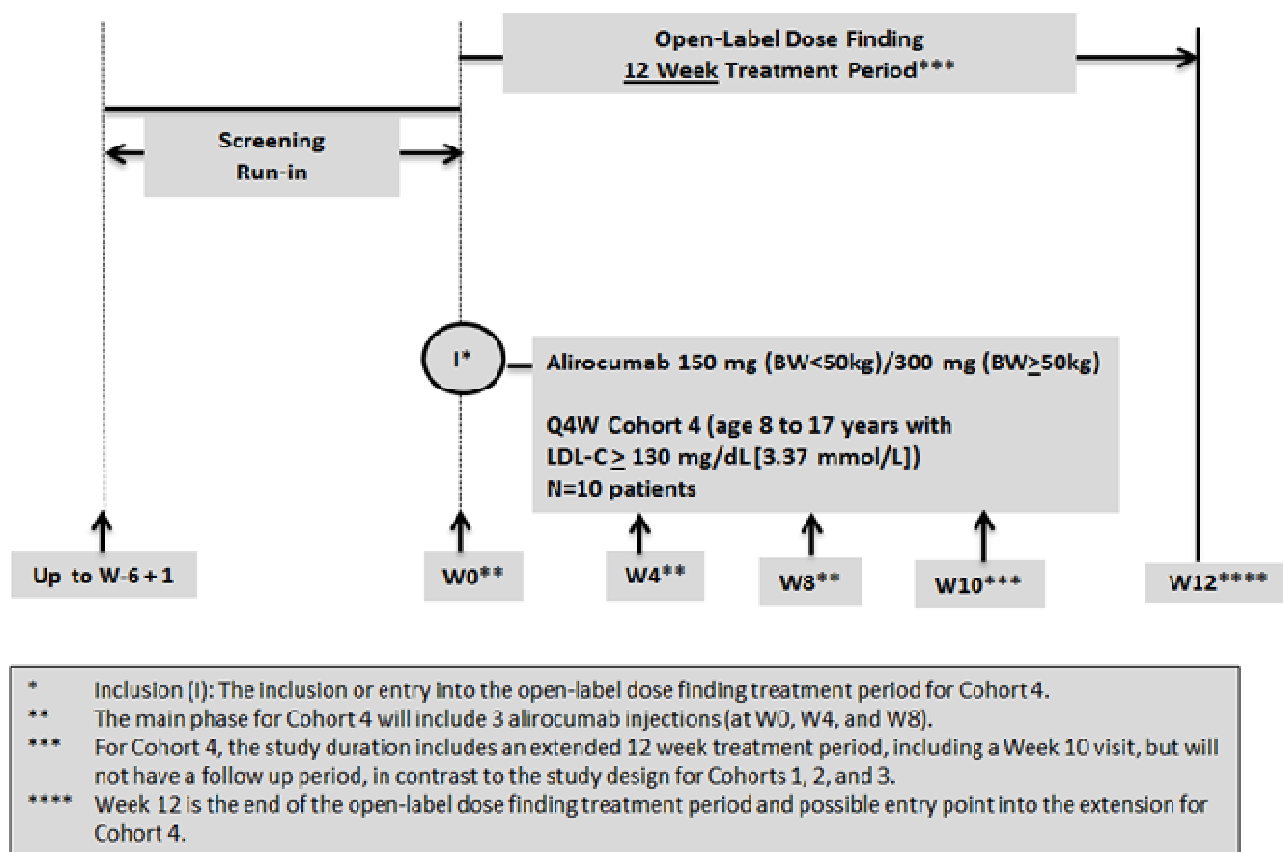 Open-Label Dose Finding
12 Week Treatment Period***
Screening
Run-in
I*
Alirocumab 150 mg (BW<50kg)/300 mg (BW≥50kg)
Q4W Cohort 4 (age 8 to 17 years with
LDL-C ≥ 130 mg/dL [3.37 mmol/L])
N=10 patients
Up to W-6 + 1
W0**
W4**
W8**
W10***
W12****
* Inclusion (I): The inclusion or entry into the open-label dose finding treatment period for Cohort 4.
** The main phase for Cohort 4 will include 3 alirocumab injections (at W0, W4, and W8).
*** For Cohort 4, the study duration includes an extended 12 week treatment period, including a Week 10 visit, but will
not have a follow up period, in contrast to the study design for Cohorts 1, 2, and 3.
**** Week 12 is the end of the open-label dose finding treatment period and possible entry point into the extension for
Cohort 4.